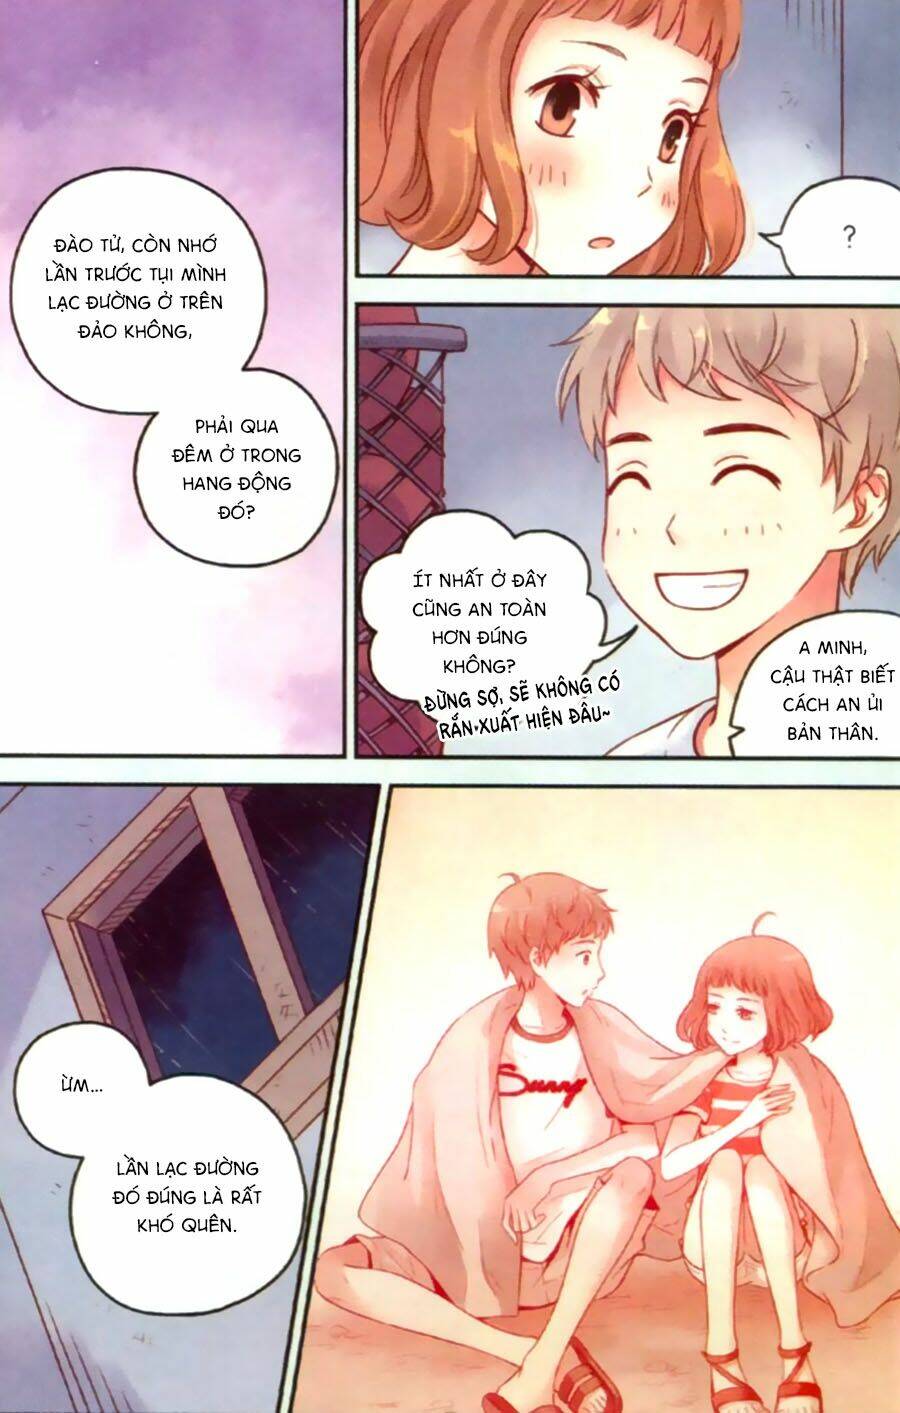 ĐÀO TỬ, CÒN NHỚ
LẦN TRƯỚC TỤI MÌNH
LẠC ĐƯỜNG Ở TRÊN
ĐẢO KHÔNG,
PHẢI QUA
ĐÊM Ở TRONG
HANG ĐỘNG
ĐÓ?
?
ÍT NHẤT Ở ĐÂY
CŨNG AN TOÀN
HƠN ĐÚNG
KHÔNG?
ĐỪNG SỢ, SẼ KHÔNG CÓ
RẮN XUẤT HIỆN ĐÂU~
A MINH,
CẬU THẬT BIẾT
CÁCH AN ỦI
BẢN THÂN.
ỪM...
LẦN LẠC ĐƯỜNG
ĐÓ ĐÚNG LÀ RẤT
KHÓ QUÊN.
Sunny